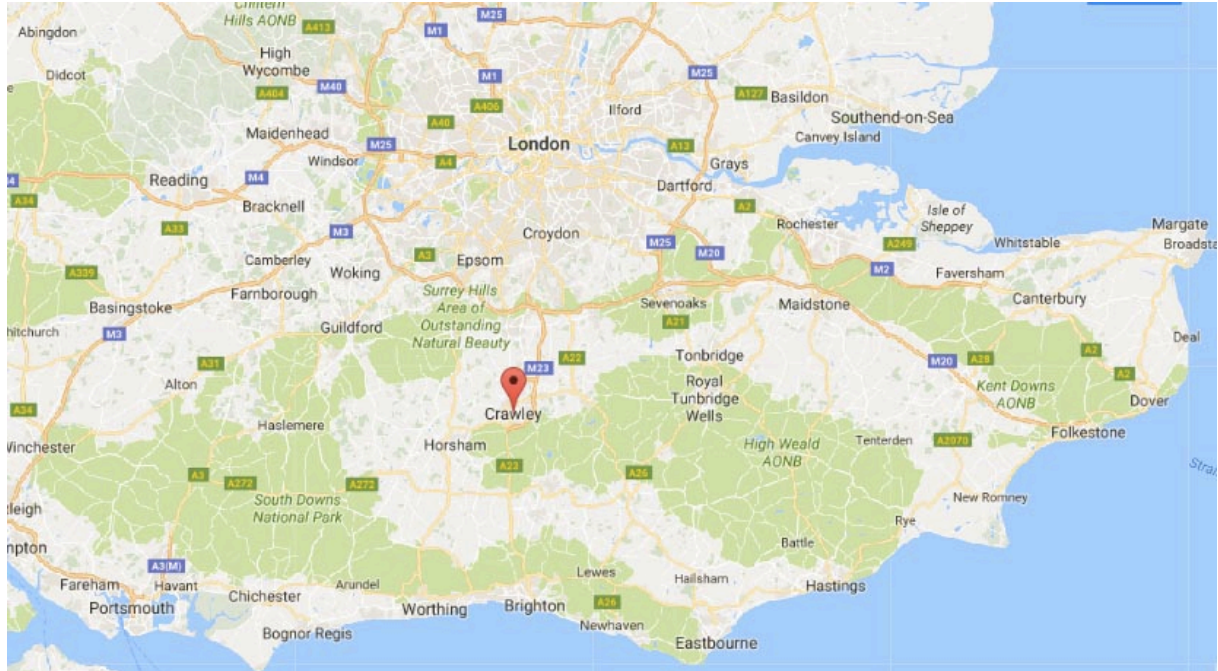 Chiltern
Hills AONB
M25
A413
M1
Abingdon
High
Wycombe
Didcot
M40
A404
M1
M25
A127
Basildon
A406
Ilford
Southend-on-Sea
A40
Maidenhead
M25
London
Canvey Island
A13
Windsor
A4
Grays
Reading
M4
Dartford
A34
Bracknell
A2
Isle of
Sheppey
Rochester
A33
M3
Croydon
M25
M20
A249
Margate
Whitstable
Broadsta
A3
Epsom
Camberley
Woking
M2
Faversham
A339
Farnborough
Surrey Hills
Area of
Outstanding
Natural Beauty
Sevenoaks
Maidstone
Canterbury
Basingstoke
A21
Guildford
hitchurch
M3
Deal
A31
A22
Tonbridge
A28
A2
M20
M23
A2
Alton
Royal
Tunbridge
Wells
Kent Downs
AONB
Dover
A34
Crawley
Haslemere
Folkestone
Winchester
Horsham
High Weald
AONB
Tenterden
A2070
A23
A26
A3
A272
A272
Strai
South Downs
National Park
New Romney
leigh
Rye
mpton
Battle
A3(M)
Lewes
Hailsham
Hastings
Fareham
Havant
Arundel
Chichester
Portsmouth
Worthing
Brighton
A26
Newhaven
Bognor Regis
Eastbourne